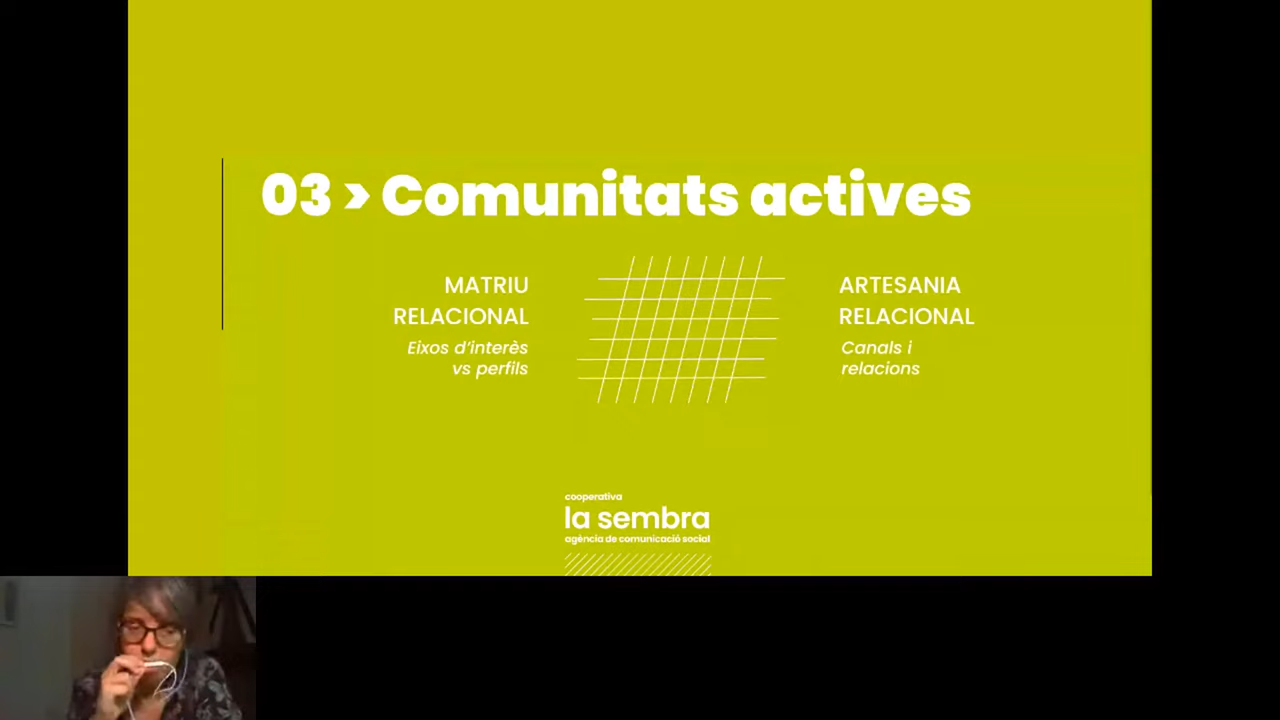 03 > Comunitats actives
MATRIU
RELACIONAL
Eixos d'interès
vs perfils
ARTESANIA
RELACIONAL
Canals i
relacions
cooperativa
la sembra
agència de comunicació social